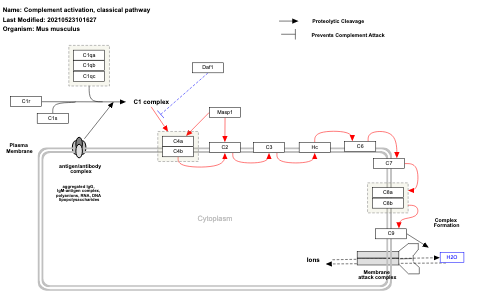 Name: Complement activation, classical pathway
Last Modified: 20210523101627
Organism: Mus musculus
Proteolytic Cleavage
Prevents Complement Attack
C1qa
C1qb
C1qc
Daf1
C1r
C1 complex
C1s
Masp1
Plasma
Membrane
C4a
C4b
C2
C3
Hc
C6
C7
antigen/antibody
complex
aggregated IgG,
IgM-antigen complex,
polyanions, RNA, DNA
lipopolysaccharides
Cytoplasm
C8a
C8b
C9
Complex
Formation
Ions
H2O
Membrane
attack complex